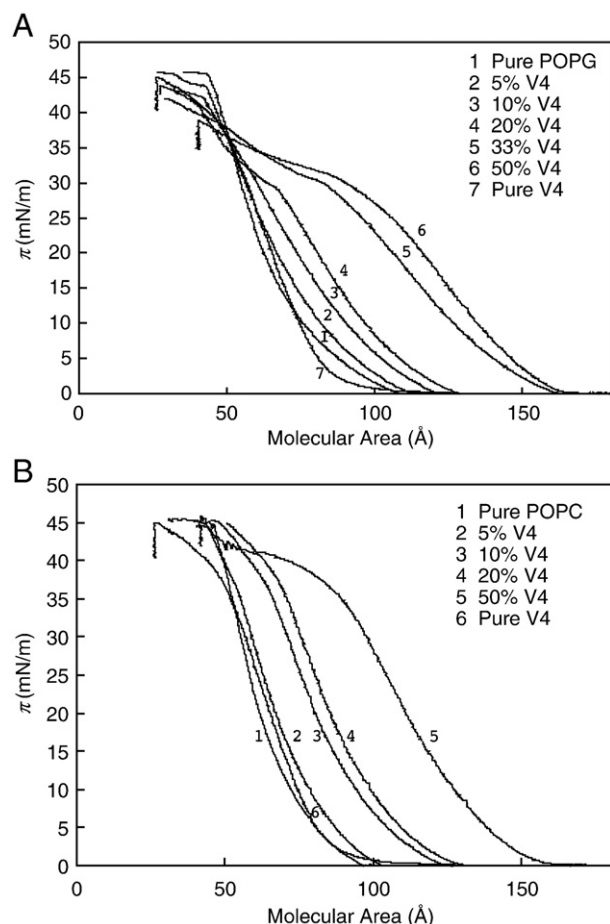 A
50
45
40
35
30
25
20
15
10
5
0
π (mN/m)
1 Pure POPG
2 5% V4
3 10% V4
4 20% V4
5 33% V4
6 50% V4
7 Pure V4
6
5
4
3
2
1
7
0 50 100 150
Molecular Area (Å)
B
50
45
40
35
30
25
20
15
10
5
0
π (mN/m)
1 Pure POPC
2 5% V4
3 10% V4
4 20% V4
5 50% V4
6 Pure V4
1 2 3 4 5
6
0 50 100 150
Molecular Area (Å)